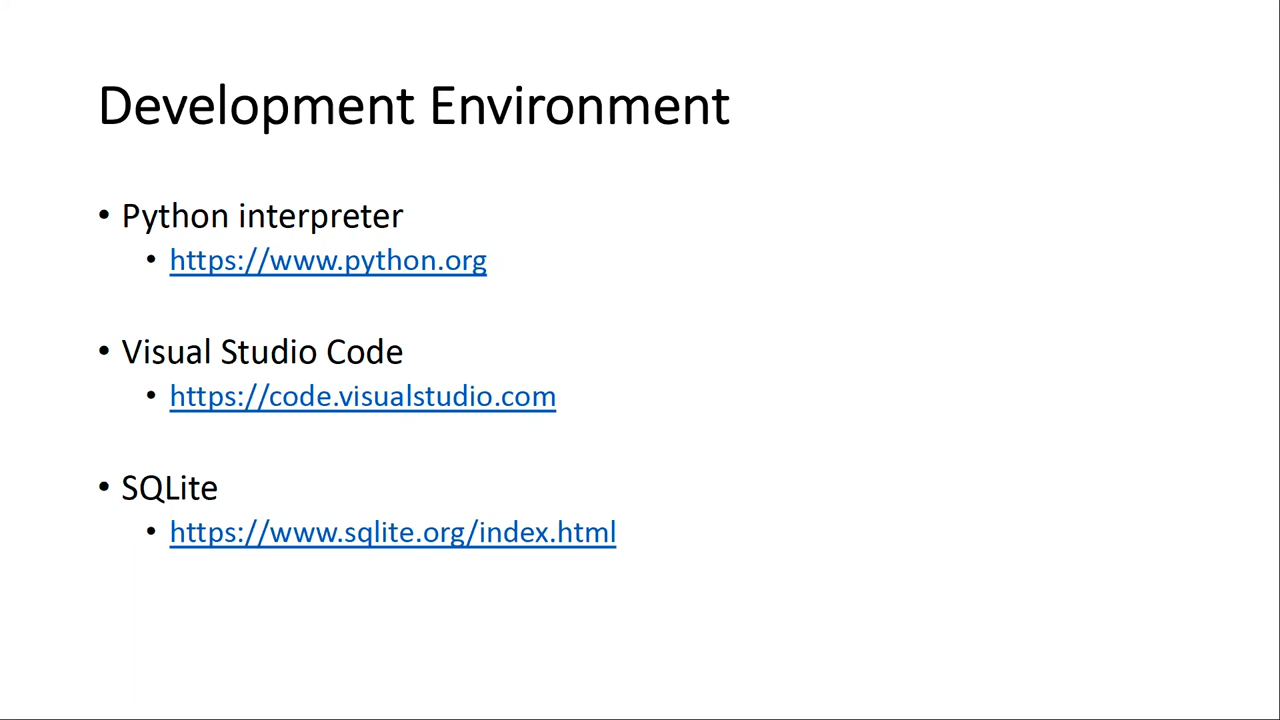 Development Environment
• Python interpreter
• https://www.python.org
• Visual Studio Code
• https://code.visualstudio.com
• SQLite
• https://www.sqlite.org/index.html